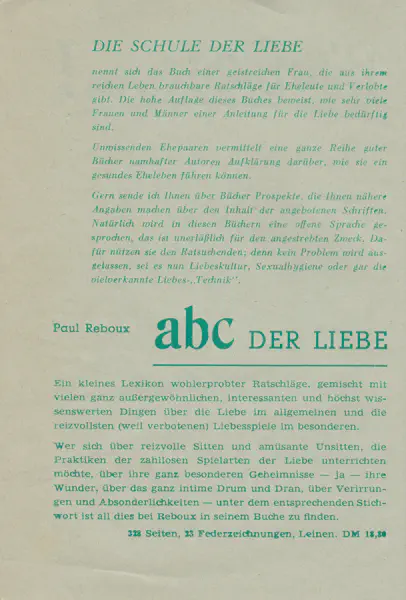 DIE SCHULE DER LIEBE
nennt sich das Buch einer geistreichen Frau, die aus ihrem
reichen Leben brauchbare Ratschläge für Eheleute und Verlobte
gibt. Die hohe Auflage dieses Buches beweist, wie sehr viele
Frauen und Männer einer Anleitung für die Liebe bedürftig
sind.
Unwissenden Ehepaaren vermittelt eine ganze Reihe guter
Bücher namhafter Autoren Aufklärung darüber, wie sie ein
gesundes Eheleben führen können.
Gern sende ich Ihnen über Bücher Prospekte, die Ihnen nähere
Angaben machen über den Inhalt der angebotenen Schriften.
Natürlich wird in diesen Büchern eine offene Sprache ge-
sprochen, das ist unerläßlich für den angestrebten Zweck. Da-
für nützen sie den Ratsuchenden; denn kein Problem wird aus-
gelassen, sei es nun Liebeskultur, Sexualhygiene oder gar die
vielverkannte Liebes-„Technik".
Paul Reboux abc DER LIEBE
Ein kleines Lexikon wohlerprobter Ratschläge, gemischt mit
vielen ganz außergewöhnlichen, interessanten und höchst wis-
senswerten Dingen über die Liebe im allgemeinen und die
reizvollsten (weil verbotenen) Liebesspiele im besonderen.
Wer sich über reizvolle Sitten und amüsante Unsitten, die
Praktiken der zahllosen Spielarten der Liebe unterrichten
möchte, über ihre ganz besonderen Geheimnisse — ja — ihre
Wunder, über das ganz intime Drum und Dran, über Verirrun-
gen und Absonderlichkeiten — unter dem entsprechenden Stich-
wort ist all dies bei Reboux in seinem Buche zu finden.
328 Seiten, 33 Federzeichnungen, Leinen. DM